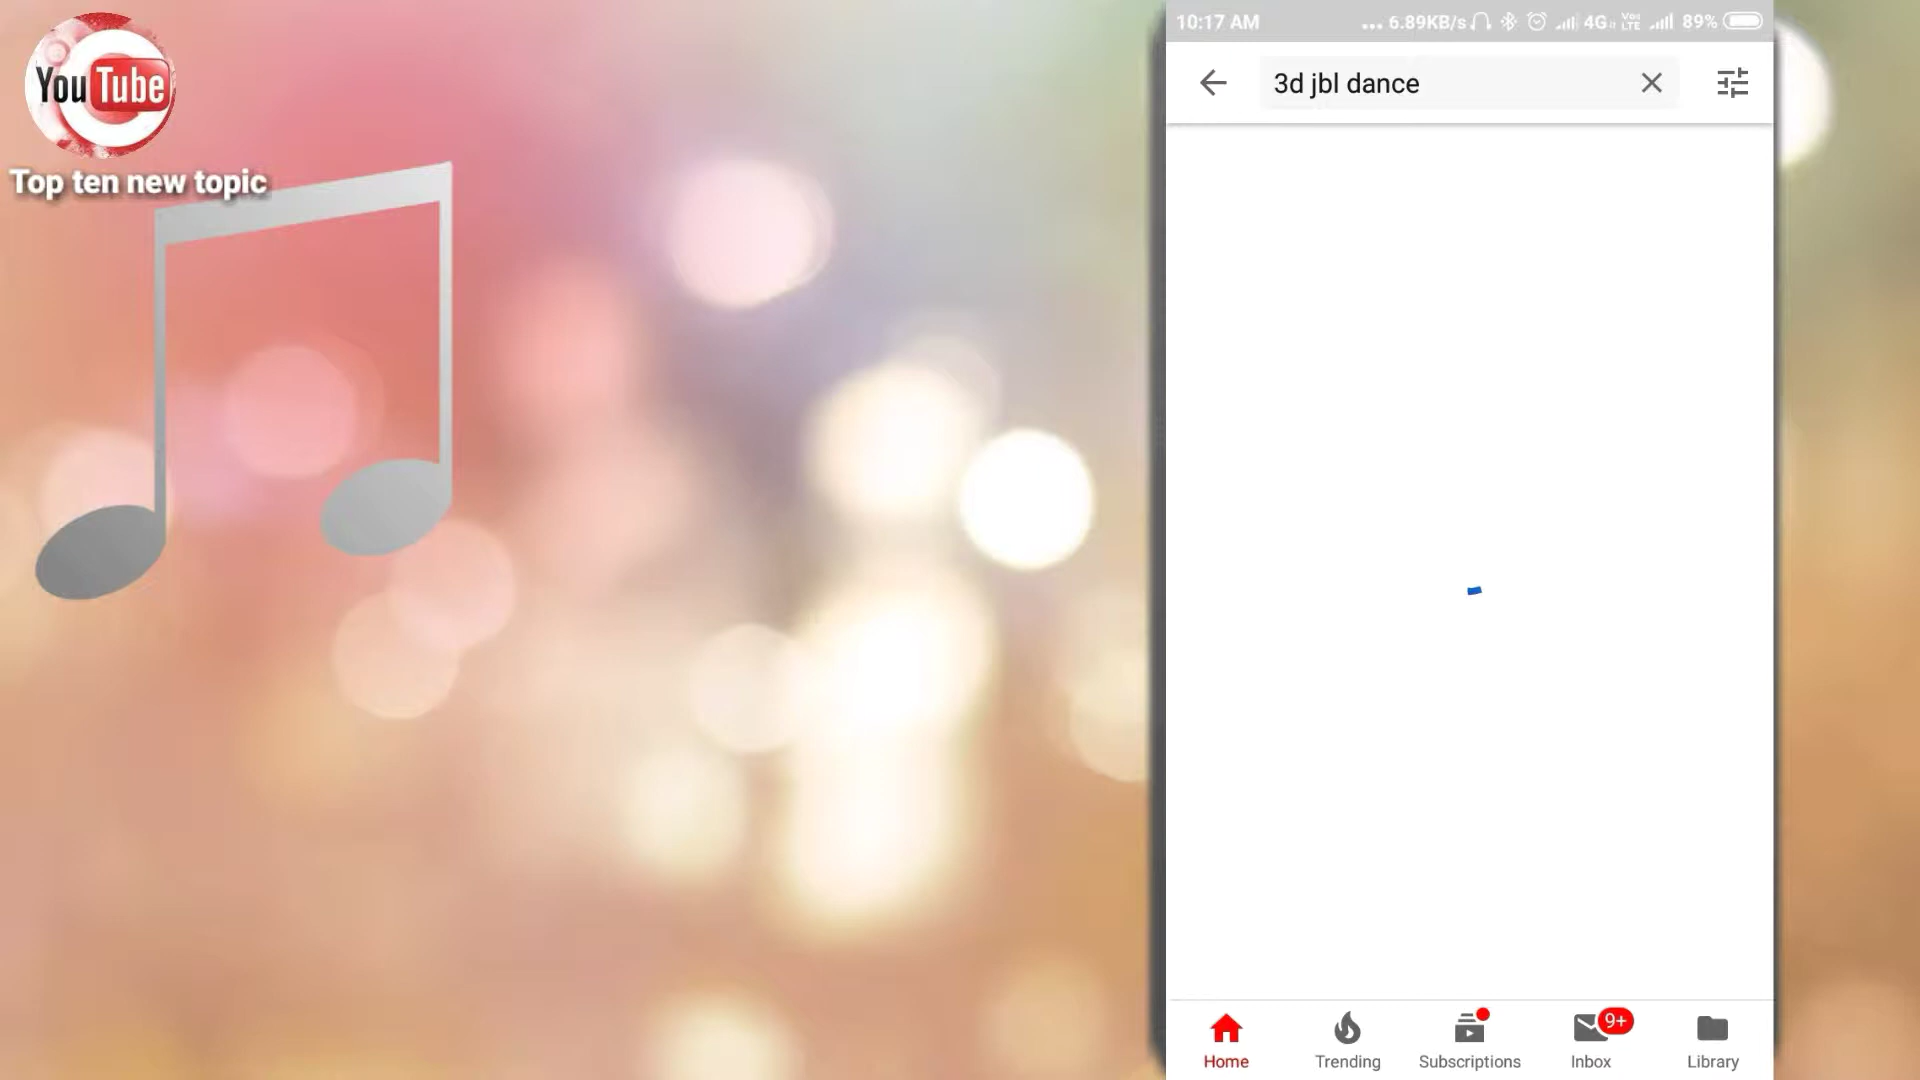 YouTube
Top ten new topic
10:17 AM
... 6.89KB/s 4G VoLTE 89%
3d jbl dance
9+
Home
Trending
Subscriptions
Inbox
Library